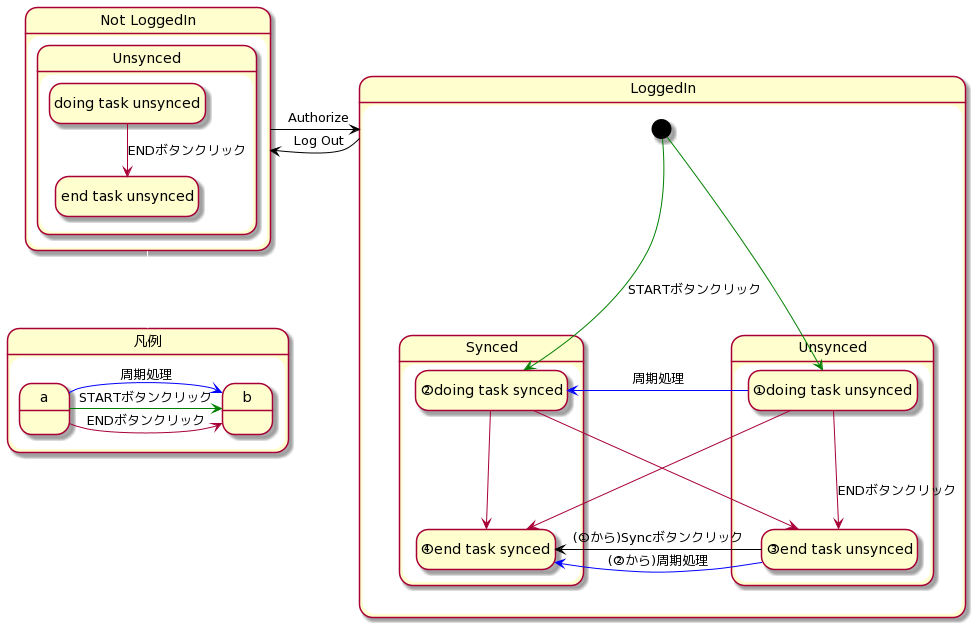 Not LoggedIn
Unsynced
doing task unsynced
ENDボタンクリック
end task unsynced
Authorize
Log Out
LoggedIn
STARTボタンクリック
Synced
Unsynced
②doing task synced
周期処理
①doing task unsynced
ENDボタンクリック
④end task synced
(①から)Syncボタンクリック
(②から)周期処理
③end task unsynced
凡例
a
周期処理
STARTボタンクリック
ENDボタンクリック
b